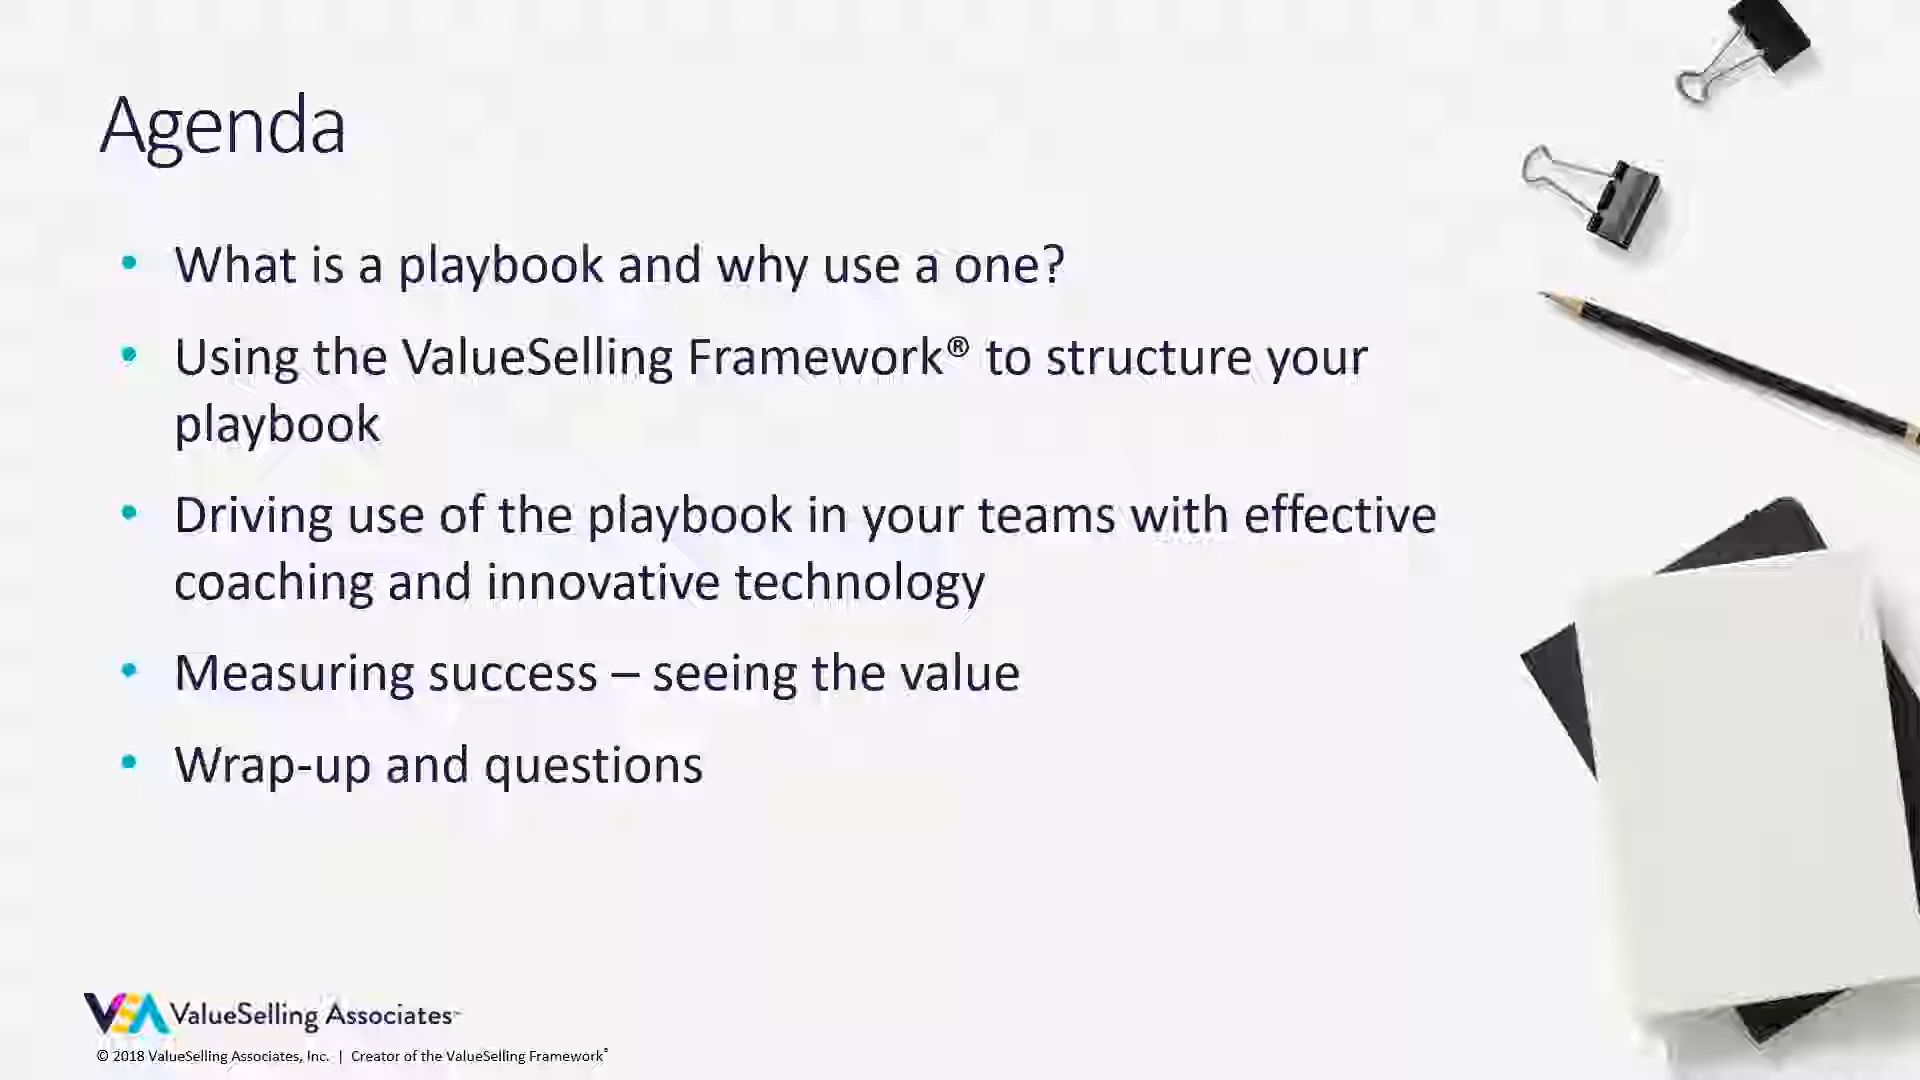 Agenda
• What is a playbook and why use a one?
• Using the ValueSelling Framework® to structure your
playbook
• Driving use of the playbook in your teams with effective
coaching and innovative technology
• Measuring success – seeing the value
• Wrap-up and questions
VSA ValueSelling Associates™
© 2018 ValueSelling Associates, Inc. | Creator of the ValueSelling Framework®